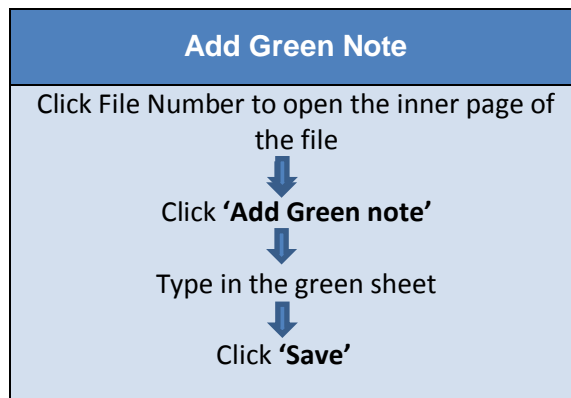 Add Green Note
Click File Number to open the inner page of
the file
Click ‘Add Green note’
Type in the green sheet
Click ‘Save’